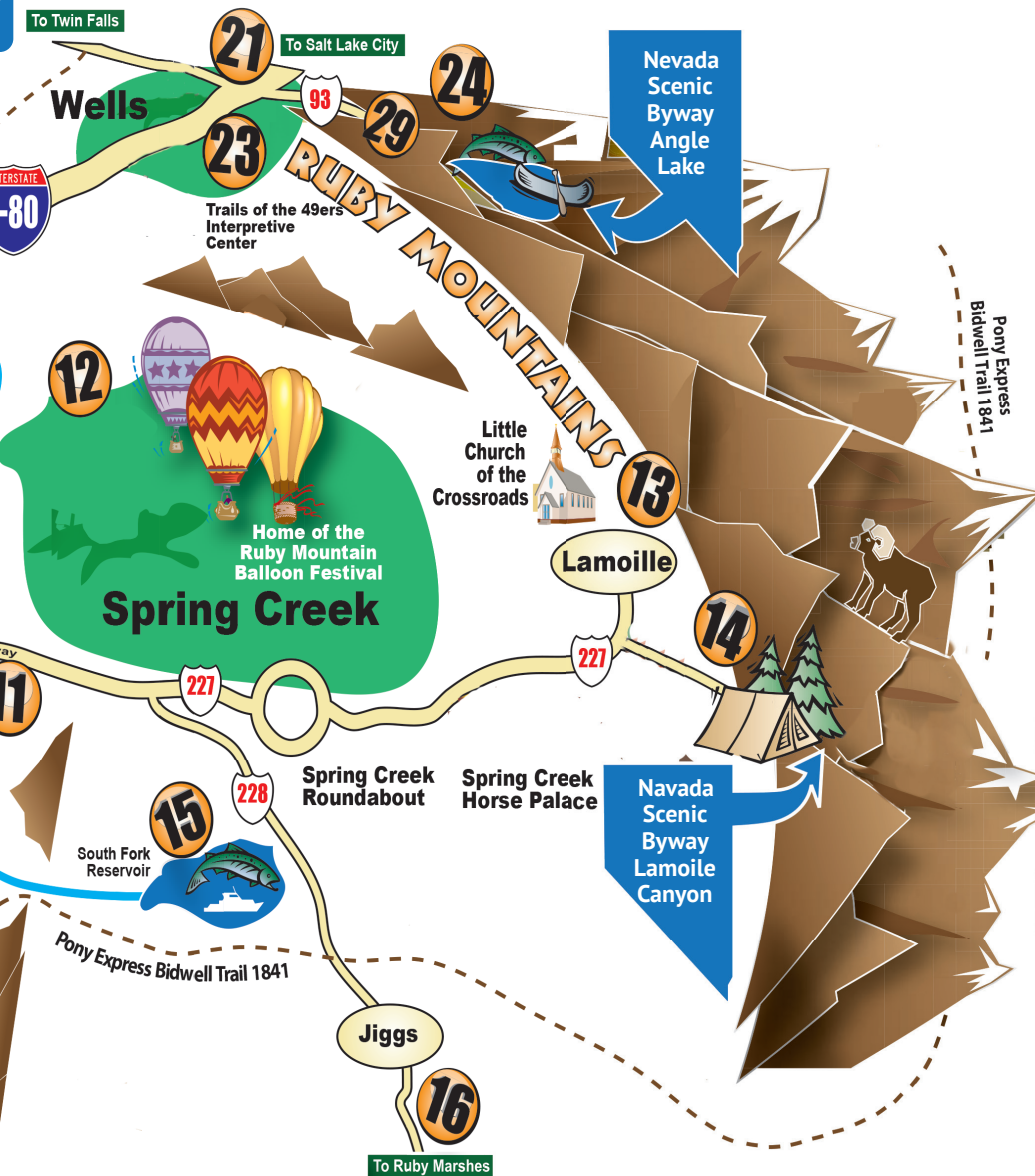 To Twin Falls
21
To Salt Lake City
24
Nevada
Scenic
Byway
Angle
Lake
Wells
93
29
23
-80
RUBY MOUNTAINS
Trails of the 49ers
Interpretive
Center
Pony Express
Bidwell Trail 1841
12
Little
Church
of the
Crossroads
13
Home of the
Ruby Mountain
Balloon Festival
Spring Creek
Lamoille
14
11
227
227
Spring Creek
Roundabout
Spring Creek
Horse Palace
228
Navada
Scenic
Byway
Lamoile
Canyon
15
South Fork
Reservoir
Pony Express Bidwell Trail 1841
Jiggs
16
To Ruby Marshes